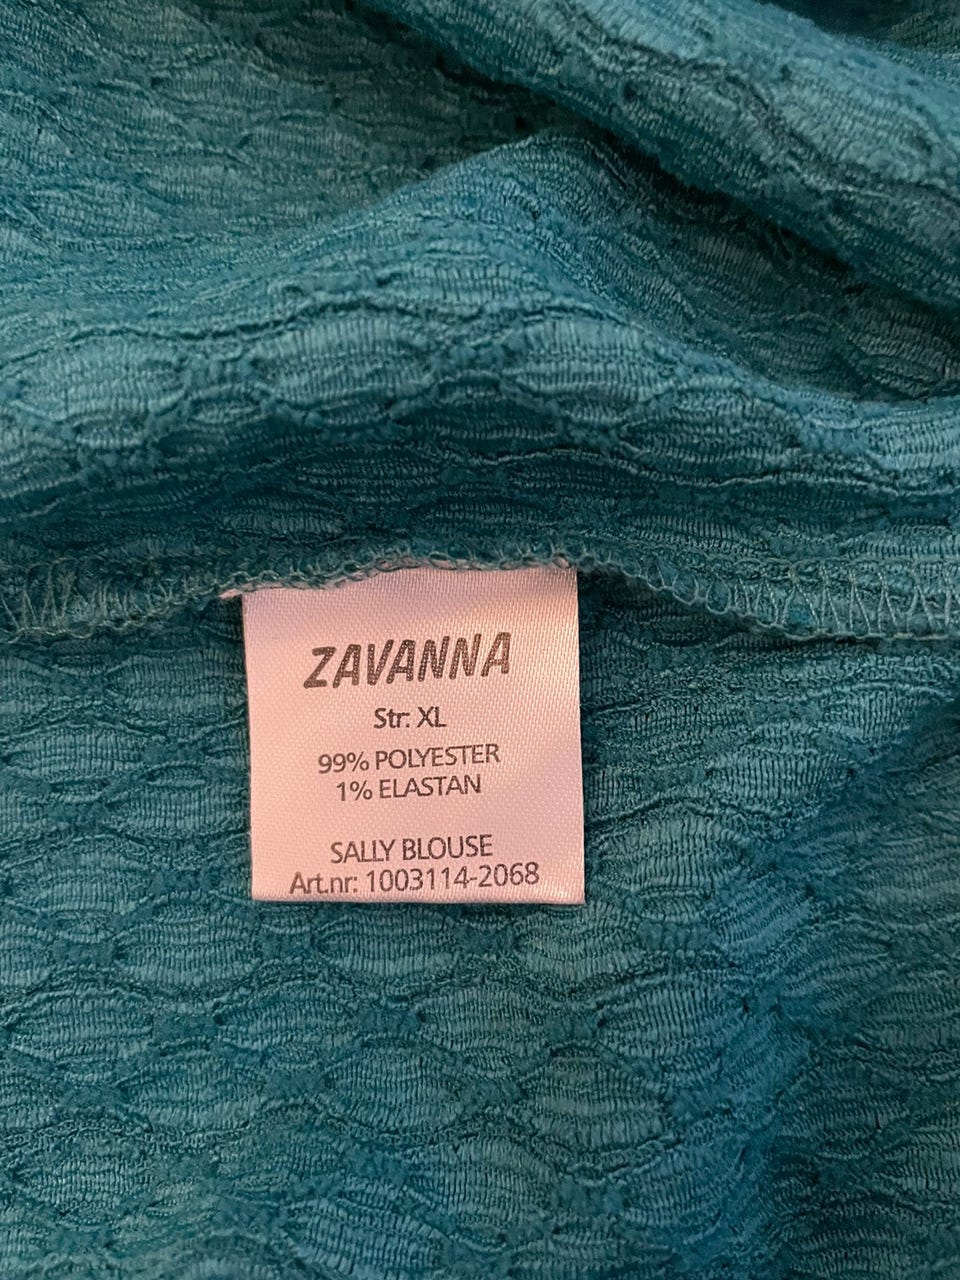 ZAVANNA
Str: XL
99% POLYESTER
1% ELASTAN
SALLY BLOUSE
Art.nr: 1003114-2068